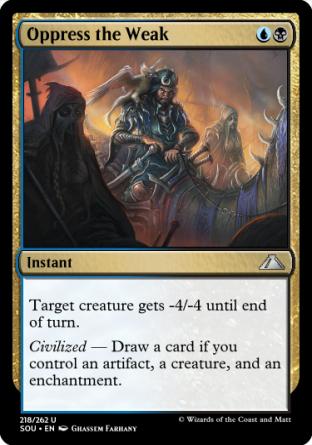 Oppress the Weak
Instant
Target creature gets -4/-4 until end
of turn.
Civilized — Draw a card if you
control an artifact, a creature, and an
enchantment.
218/262 U
SOU • EN Ghassem Farhany
© Wizards of the Coast and Matt